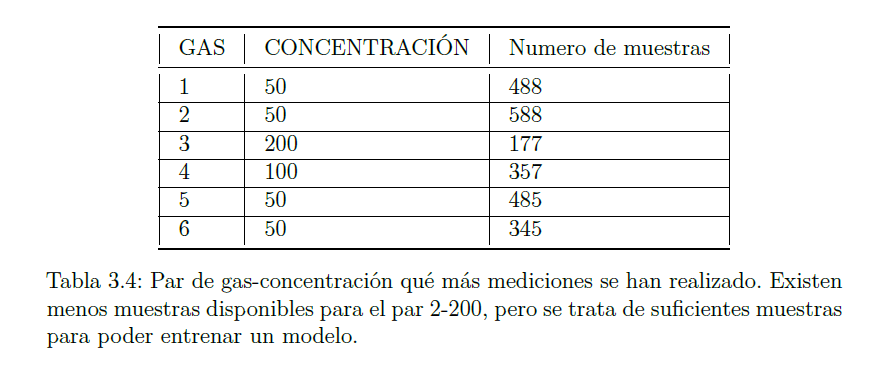 GAS CONCENTRACIÓN Numero de muestras
1 50 488
2 50 588
3 200 177
4 100 357
5 50 485
6 50 345
Tabla 3.4: Par de gas-concentración qué más mediciones se han realizado. Existen
menos muestras disponibles para el par 2-200, pero se trata de suficientes muestras
para poder entrenar un modelo.